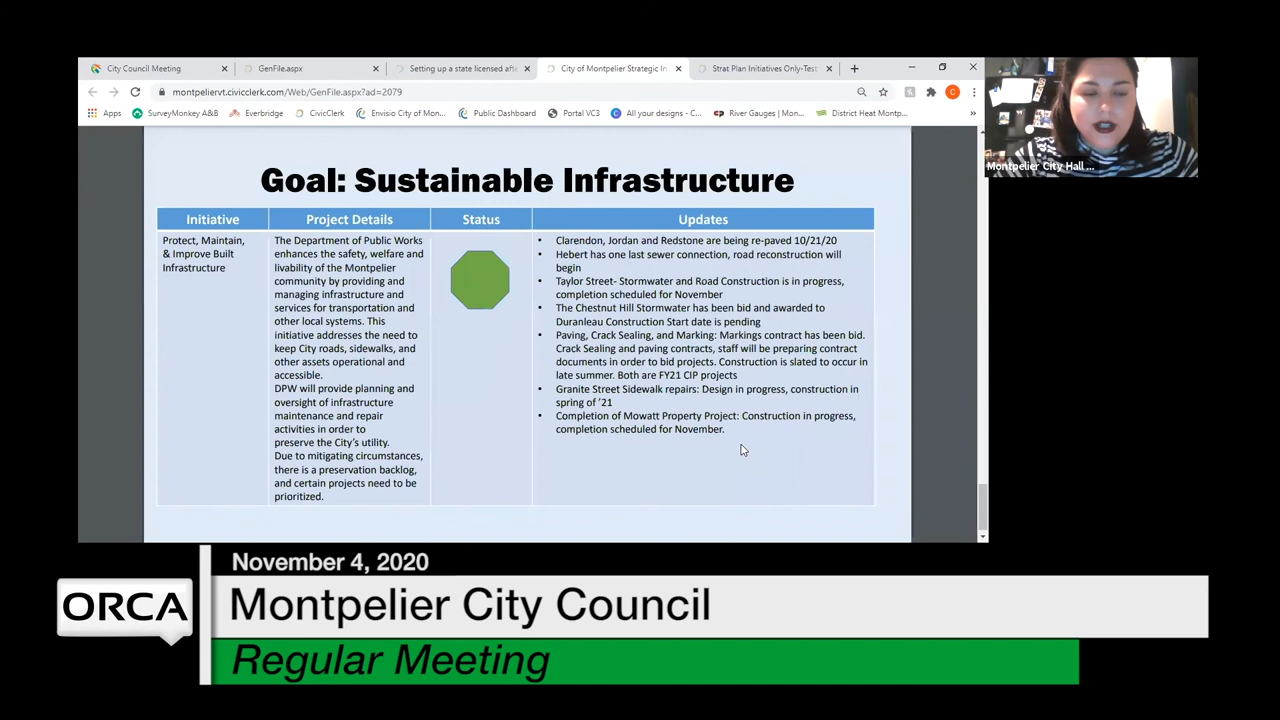 City Council Meeting
GenFile.aspx
Setting up a state licensed afte
City of Montpelier Strategic In
Strat Plan Initiatives Only-Test
montpeliervt.civicclerk.com/Web/GenFile.aspx?ad=2079
Apps
SurveyMonkey A&B
Everbridge
CivicClerk
Envisio City of Mon...
Public Dashboard
Portal VC3
All your designs - C...
River Gauges | Mon...
District Heat Montp...
Montpelier City Hall ...
Goal: Sustainable Infrastructure
Initiative
Project Details
Status
Updates
Protect, Maintain,
& Improve Built
Infrastructure
The Department of Public Works
enhances the safety, welfare and
livability of the Montpelier
community by providing and
managing infrastructure and
services for transportation and
other local systems. This
initiative addresses the need to
keep City roads, sidewalks, and
other assets operational and
accessible.
DPW will provide planning and
oversight of infrastructure
maintenance and repair
activities in order to
preserve the City's utility.
Due to mitigating circumstances,
there is a preservation backlog,
and certain projects need to be
prioritized.
• Clarendon, Jordan and Redstone are being re-paved 10/21/20
• Hebert has one last sewer connection, road reconstruction will
begin
• Taylor Street- Stormwater and Road Construction is in progress,
completion scheduled for November
• The Chestnut Hill Stormwater has been bid and awarded to
Duranleau Construction Start date is pending
• Paving, Crack Sealing, and Marking: Markings contract has been bid.
Crack Sealing and paving contracts, staff will be preparing contract
documents in order to bid projects. Construction is slated to occur in
late summer. Both are FY21 CIP projects
• Granite Street Sidewalk repairs: Design in progress, construction in
spring of '21
• Completion of Mowatt Property Project: Construction in progress,
completion scheduled for November.
November 4, 2020
ORCA
Montpelier City Council
Regular Meeting